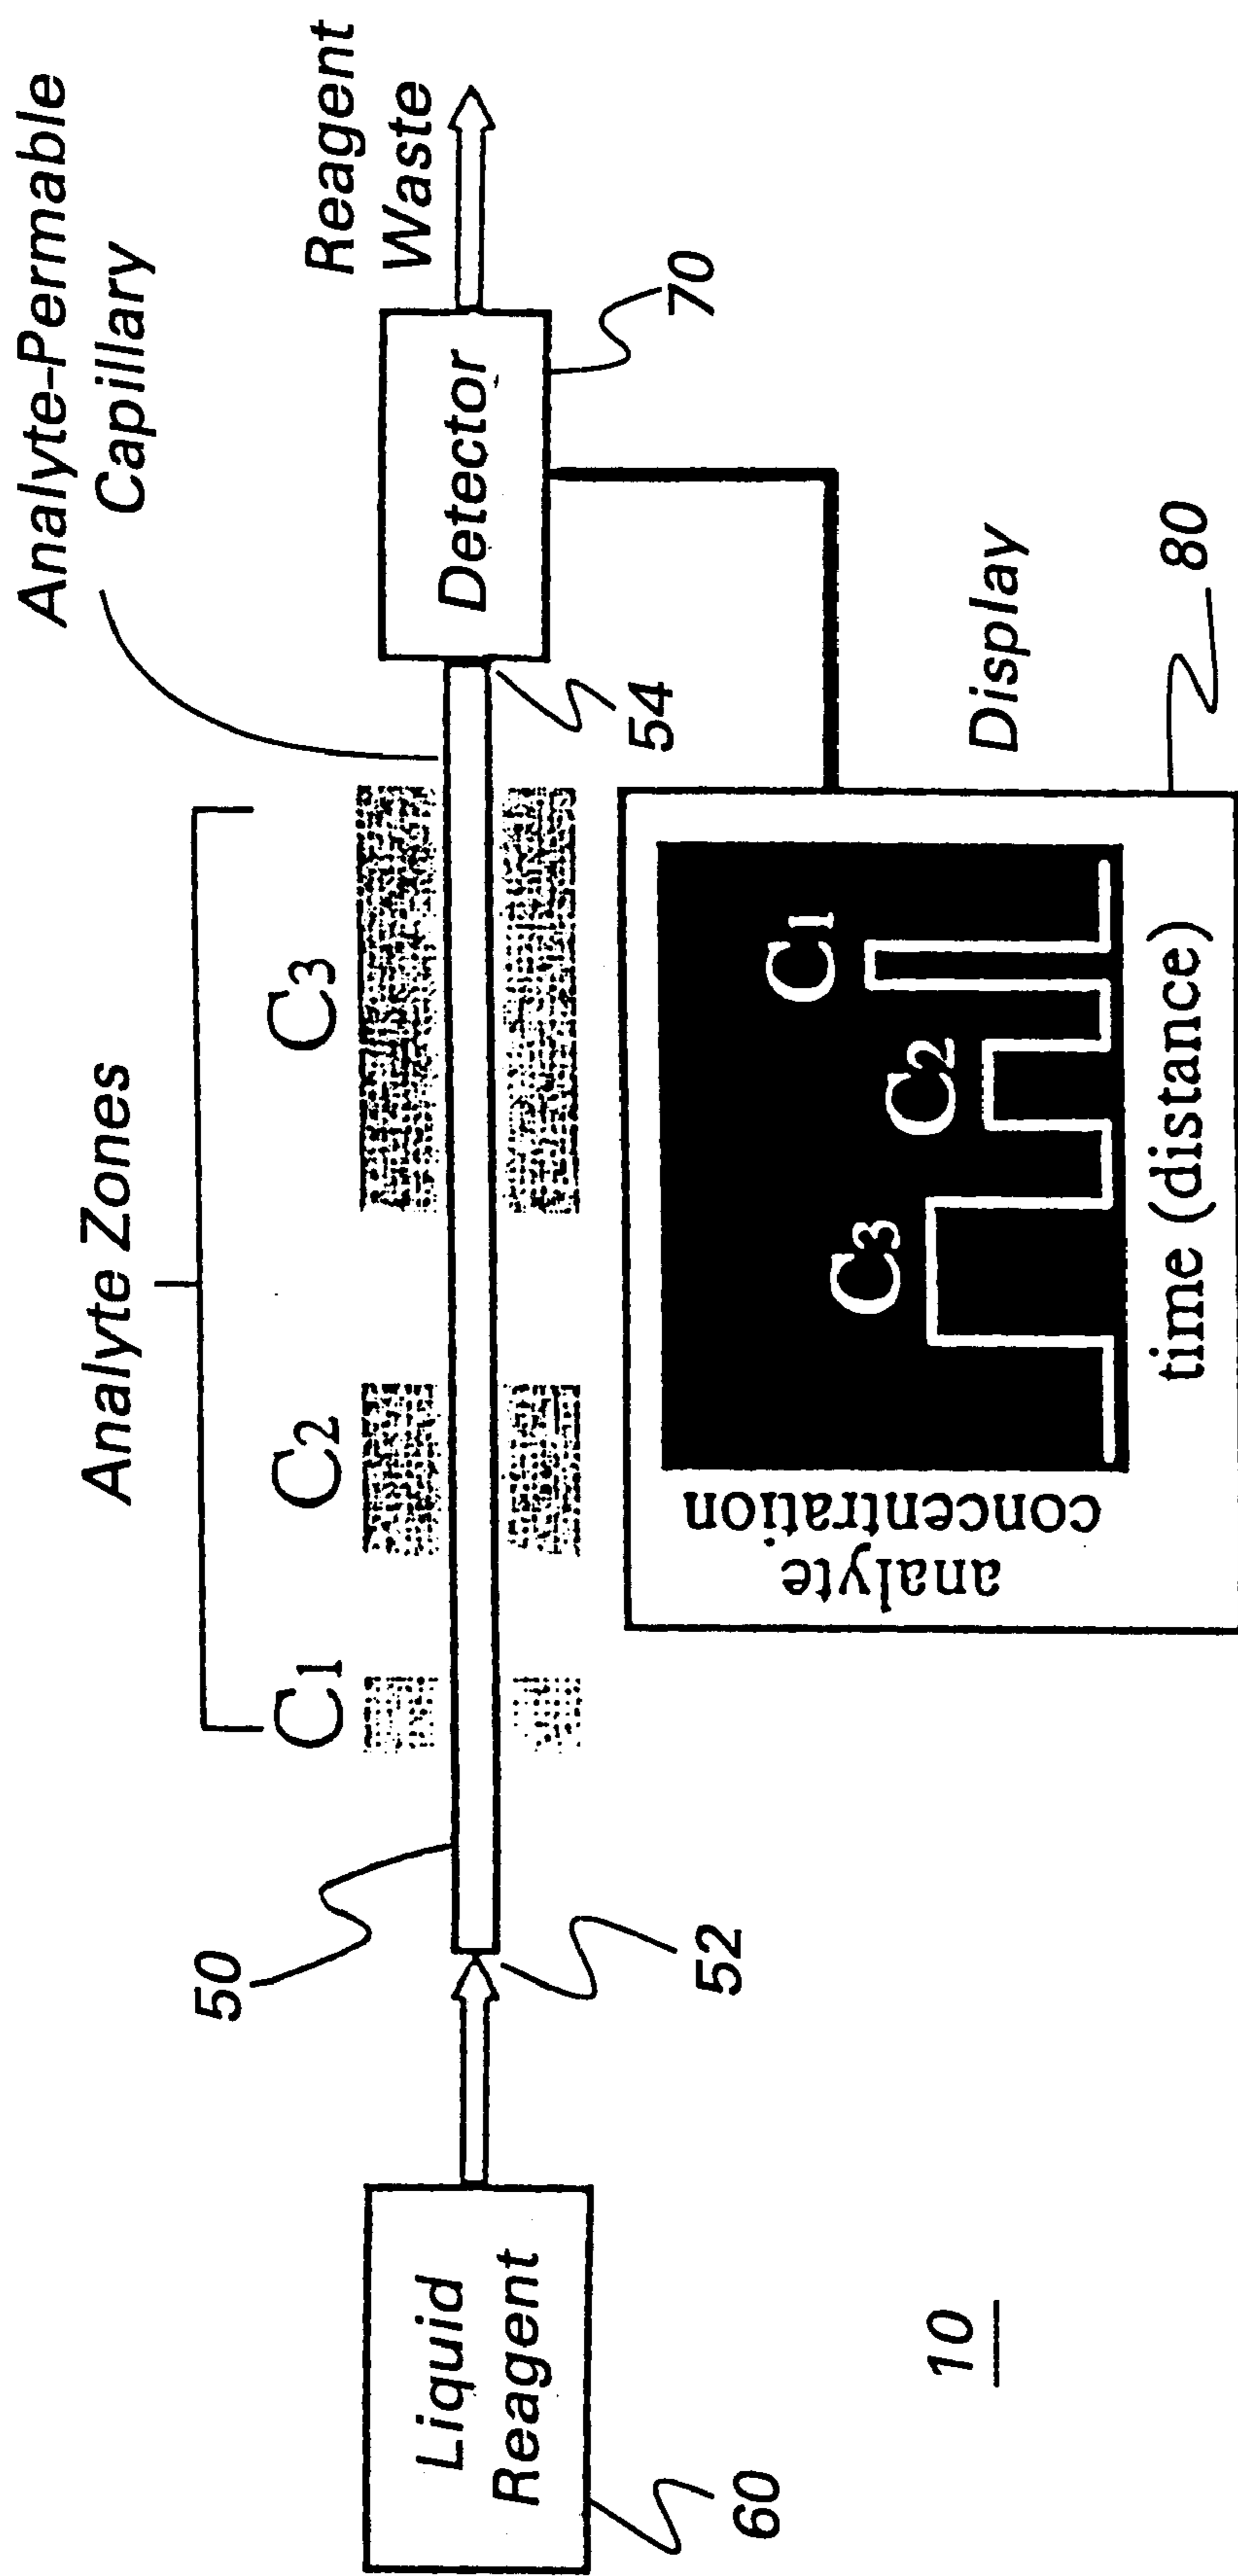 Analyte-Permable
Capillary
Reagent
Waste
Analyte Zones
C1
C2
C3
50
52
54
Liquid
Reagent
60
Detector
70
Display
80
C3
C2
C1
analyte
concentration
time (distance)
10